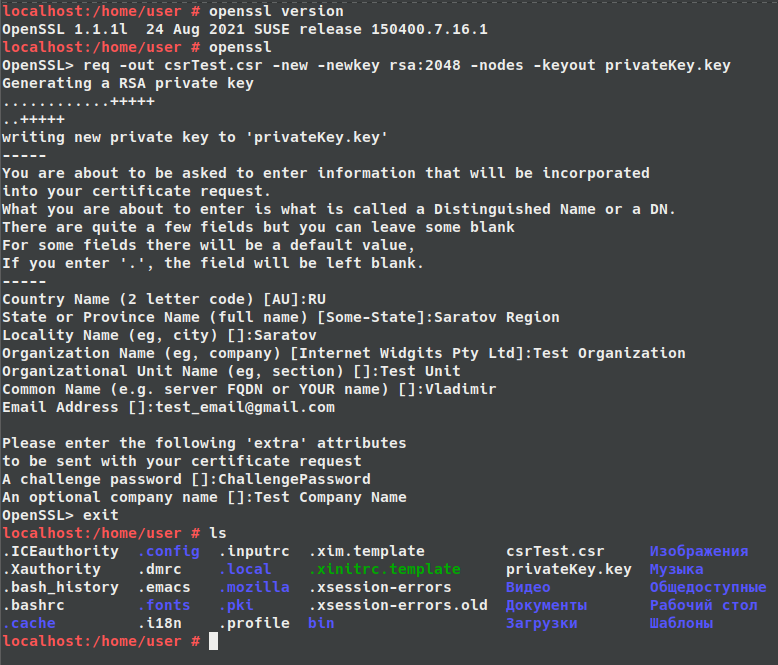 localhost:/home/user # openssl version
OpenSSL 1.1.1l  24 Aug 2021 SUSE release 150400.7.16.1
localhost:/home/user # openssl
OpenSSL> req -out csrTest.csr -new -newkey rsa:2048 -nodes -keyout privateKey.key
Generating a RSA private key
............+++++
..+++++
writing new private key to 'privateKey.key'
-----
You are about to be asked to enter information that will be incorporated
into your certificate request.
What you are about to enter is what is called a Distinguished Name or a DN.
There are quite a few fields but you can leave some blank
For some fields there will be a default value,
If you enter '.', the field will be left blank.
-----
Country Name (2 letter code) [AU]:RU
State or Province Name (full name) [Some-State]:Saratov Region
Locality Name (eg, city) []:Saratov
Organization Name (eg, company) [Internet Widgits Pty Ltd]:Test Organization
Organizational Unit Name (eg, section) []:Test Unit
Common Name (e.g. server FQDN or YOUR name) []:Vladimir
Email Address []:test_email@gmail.com

Please enter the following 'extra' attributes
to be sent with your certificate request
A challenge password []:ChallengePassword
An optional company name []:Test Company Name
OpenSSL> exit
localhost:/home/user # ls
.ICEauthority  .config  .inputrc  .xim.template         csrTest.csr     Изображения
.Xauthority    .dmrc    .local    .xinitrc.template     privateKey.key  Музыка
.bash_history  .emacs   .mozilla  .xsession-errors      Видео           Общедоступные
.bashrc        .fonts   .pki      .xsession-errors.old  Документы       Рабочий стол
.cache         .i18n    .profile  bin                   Загрузки        Шаблоны
localhost:/home/user #